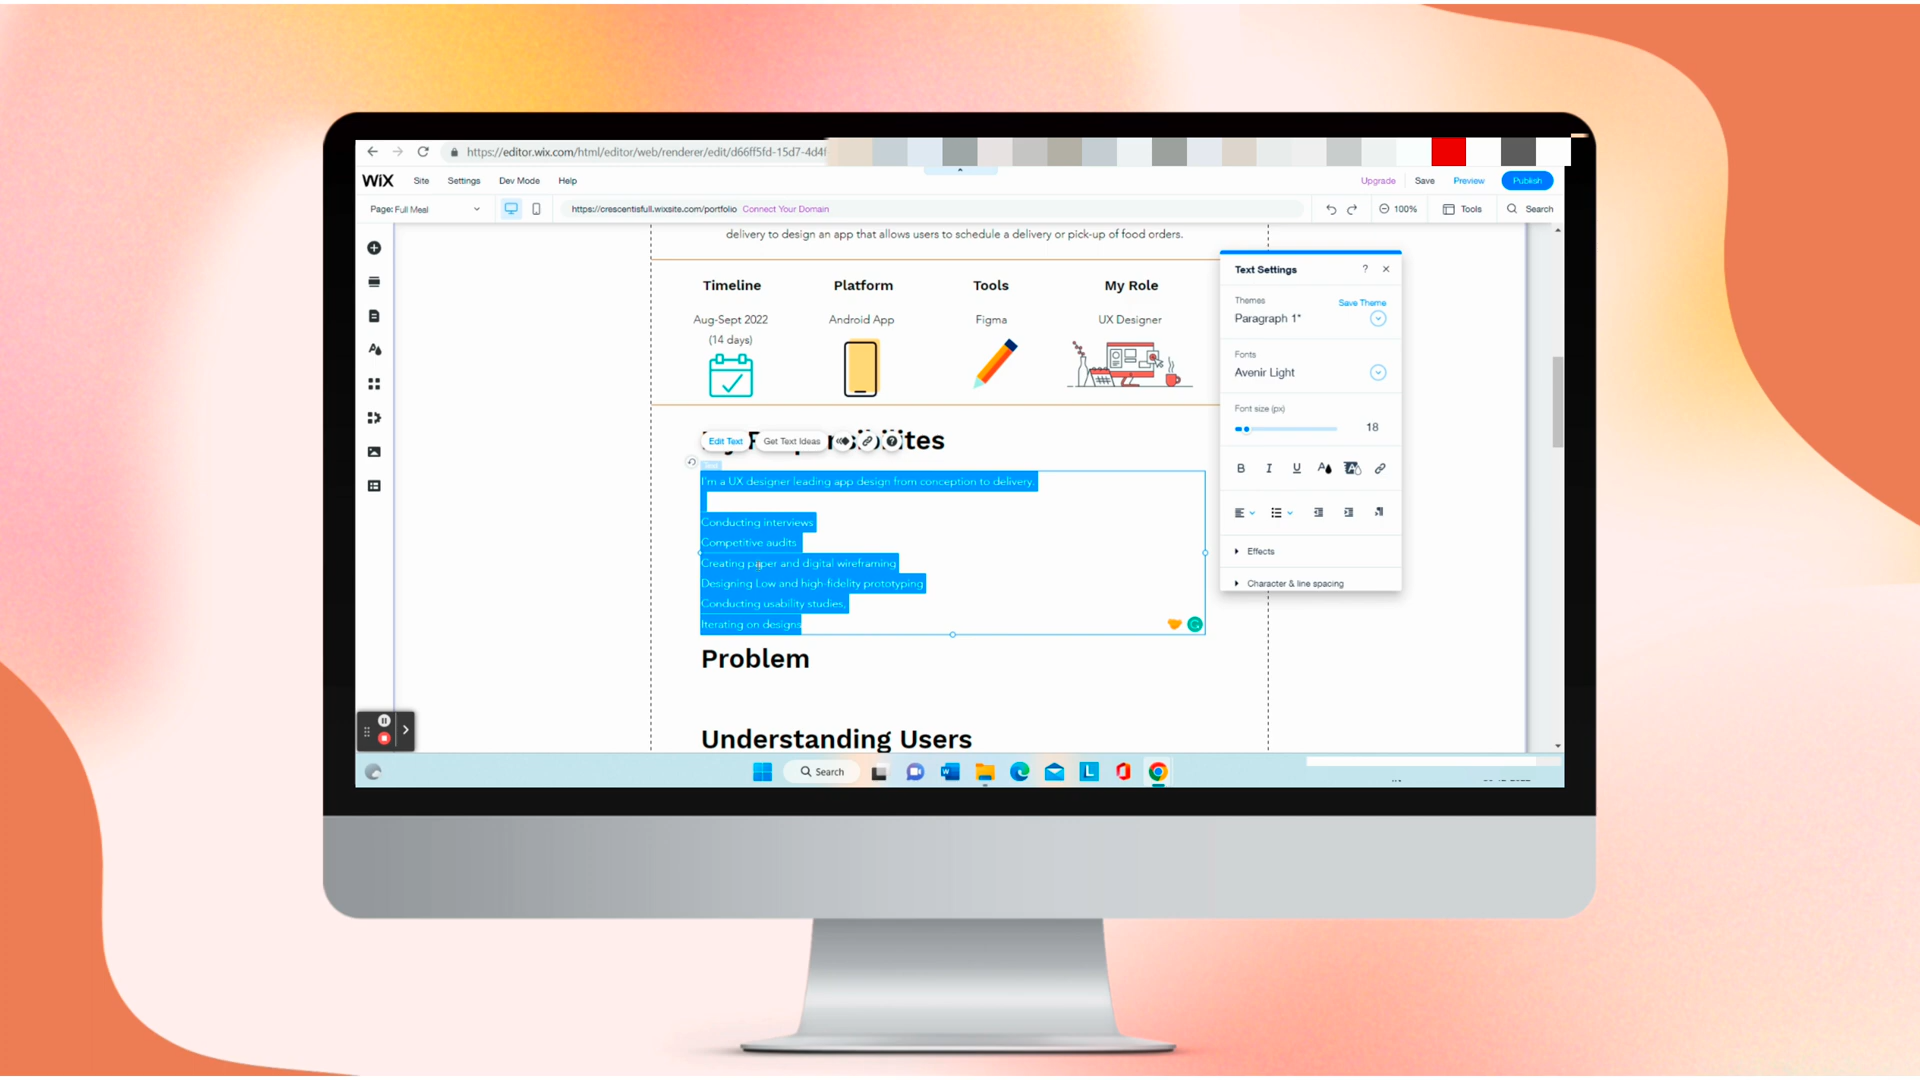 https://editor.wix.com/html/editor/web/renderer/edit/d66ff5fd-15d7-4d4f
WiX Site Settings Dev Mode Help Upgrade Save Preview Publish
Page: Full Meal https://crescentisfull.wixsite.com/portfolio Connect Your Domain 100% Tools Search
delivery to design an app that allows users to schedule a delivery or pick-up of food orders.
Timeline Platform Tools My Role
Aug-Sept 2022 Android App Figma UX Designer
(14 days)
Edit Text Get Text Ideas
Text
I'm a UX designer leading app design from conception to delivery.
Conducting interviews
Competitive audits
Creating paper and digital wireframing
Designing Low and high-fidelity prototyping
Conducting usability studies,
Iterating on designs
Problem
Understanding Users
Text Settings ?
Themes Save Theme
Paragraph 1*
Fonts
Avenir Light
Font size (px)
18
B I U A A
Effects
Character & line spacing
Search
W L